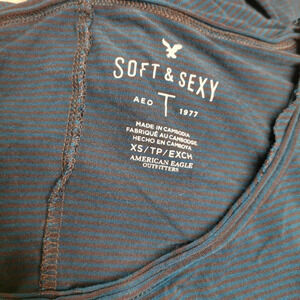 SOFT & SEXY
AEO T 1977
MADE IN CAMBODIA
FABRIQUÉ AU CAMBODGE
HECHO EN CAMBOYA
XS/TP/EXCH
AMERICAN EAGLE
OUTFITTERS